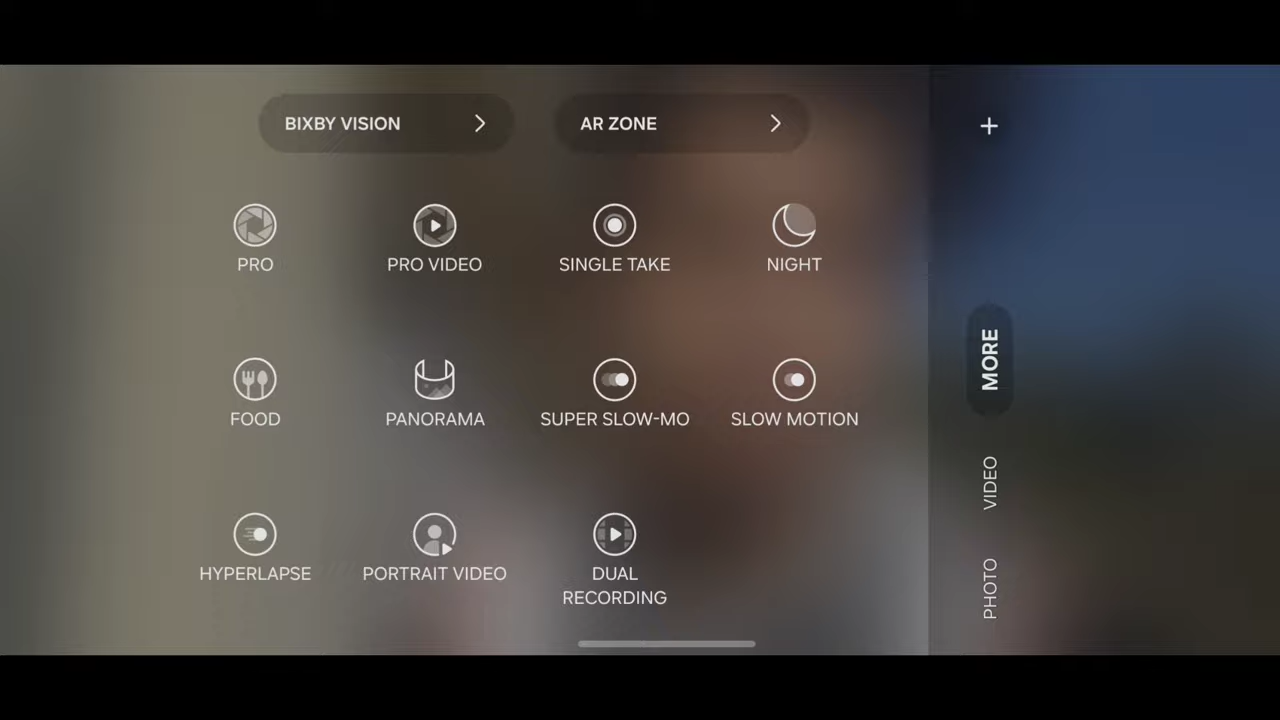 BIXBY VISION
AR ZONE
PRO
PRO VIDEO
SINGLE TAKE
NIGHT
FOOD
PANORAMA
SUPER SLOW-MO
SLOW MOTION
HYPERLAPSE
PORTRAIT VIDEO
DUAL
RECORDING
MORE
VIDEO
PHOTO